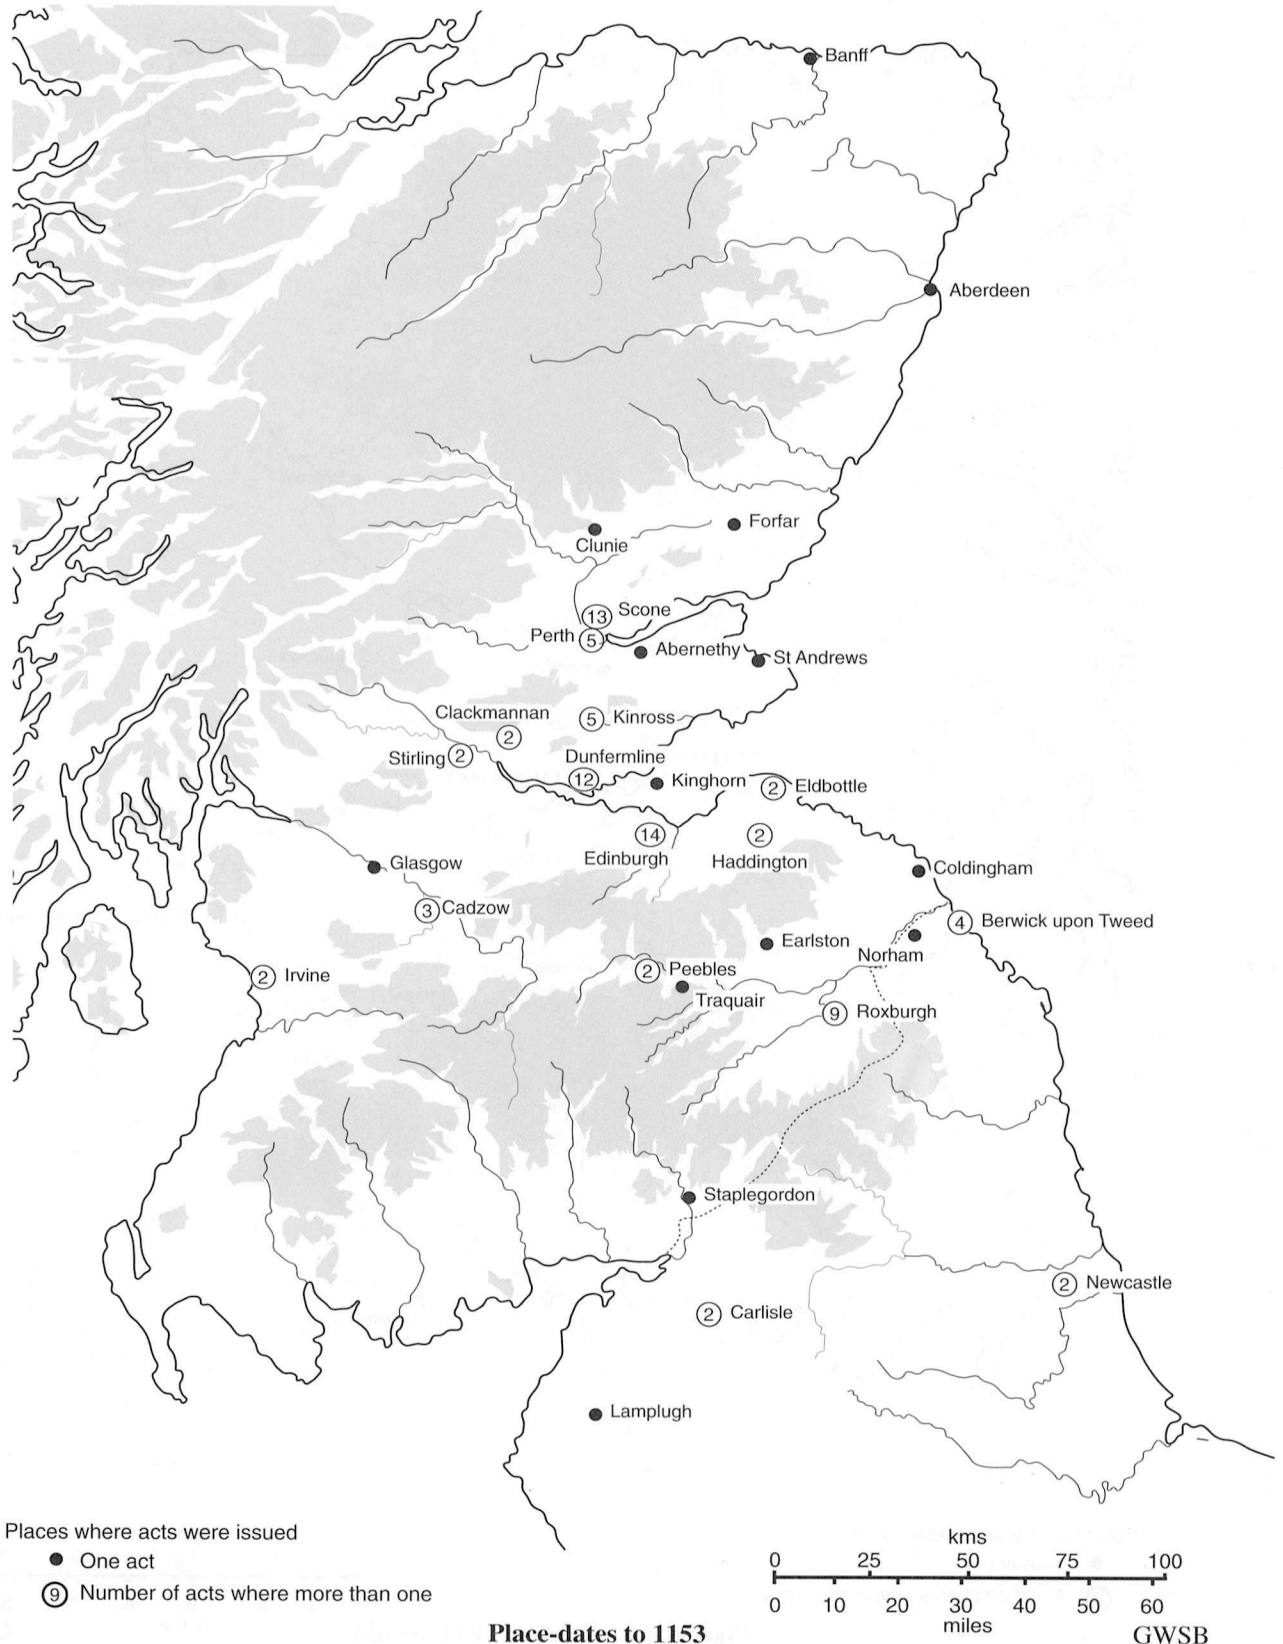 Banff
Aberdeen
Forfar
Clunie
13 Scone
Perth 5
Abernethy
St Andrews
Clackmannan
2
5 Kinross
Stirling 2
Dunfermline
12
Kinghorn
2 Eldbottle
14
Edinburgh
2
Haddington
Glasgow
Coldingham
3 Cadzow
4 Berwick upon Tweed
Earlston
Norham
2 Irvine
2 Peebles
Traquair
9 Roxburgh
Staplegordon
2 Newcastle
2 Carlisle
Lamplugh
Places where acts were issued
One act
9 Number of acts where more than one
kms
0 25 50 75 100
0 10 20 30 40 50 60
miles
Place-dates to 1153
GWSB